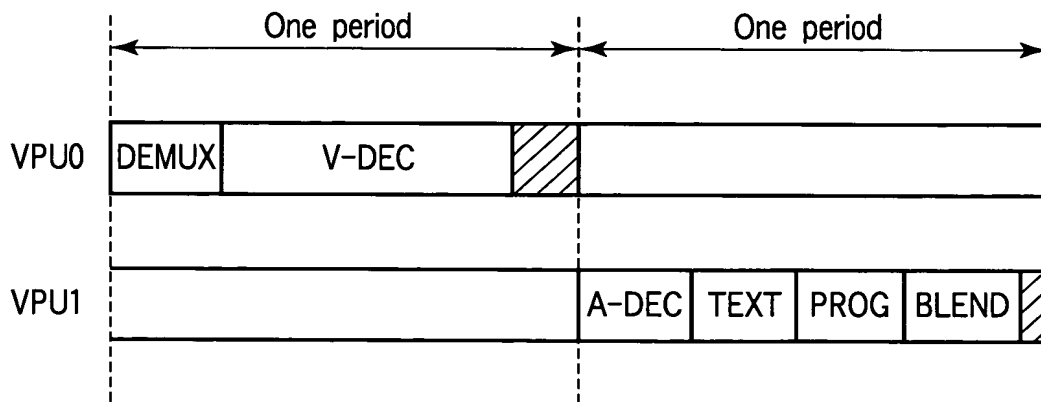 One period One period
VPU0 DEMUX V-DEC
VPU1 A-DEC TEXT PROG BLEND